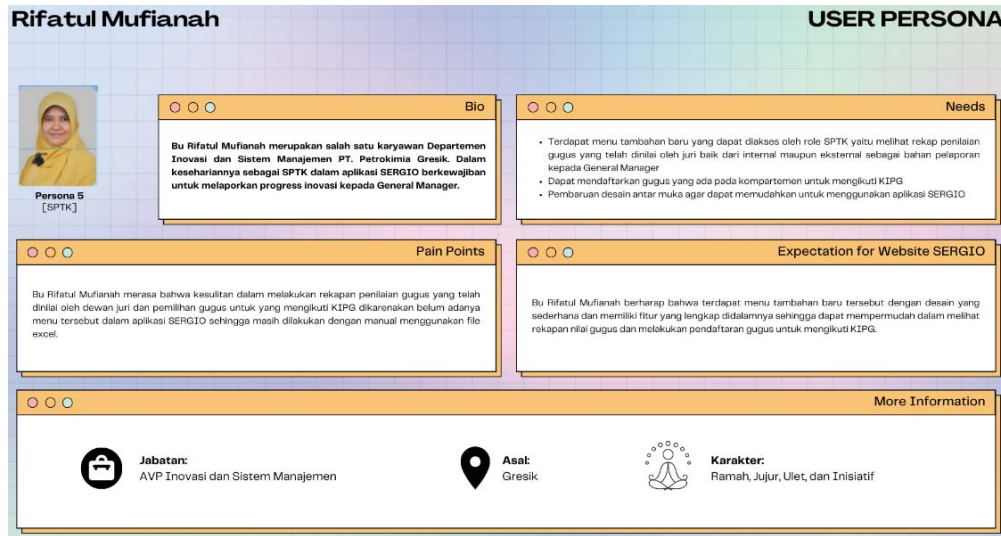 Rifatul Mufianah
USER PERSONA
Persona 5
[SPTK]
Bio
Bu Rifatul Mufianah merupakan salah satu karyawan Departemen
Inovasi dan Sistem Manajemen PT. Petrokimia Gresik. Dalam
kesehariannya sebagai SPTK dalam aplikasi SERGIO berkewajiban
untuk melaporkan progress inovasi kepada General Manager.
Needs
• Terdapat menu tambahan baru yang dapat diakses oleh role SPTK yaitu melihat rekap penilaian
gugus yang telah dinilai oleh juri baik dari internal maupun eksternal sebagai bahan pelaporan
kepada General Manager
• Dapat mendaftarkan gugus yang ada pada kompartemen untuk mengikuti KIPG
• Pembaruan desain antar muka agar dapat memudahkan untuk menggunakan aplikasi SERGIO
Pain Points
Bu Rifatul Mufianah merasa bahwa kesulitan dalam melakukan rekapan penilaian gugus yang telah
dinilai oleh dewan juri dan pemilihan gugus untuk yang mengikuti KIPG dikarenakan belum adanya
menu tersebut dalam aplikasi SERGIO sehingga masih dilakukan dengan manual menggunakan file
excel.
Expectation for Website SERGIO
Bu Rifatul Mufianah berharap bahwa terdapat menu tambahan baru tersebut dengan desain yang
sederhana dan memiliki fitur yang lengkap didalamnya sehingga dapat mempermudah dalam melihat
rekapan nilai gugus dan melakukan pendaftaran gugus untuk mengikuti KIPG.
More Information
Jabatan:
AVP Inovasi dan Sistem Manajemen
Asal:
Gresik
Karakter:
Ramah, Jujur, Ulet, dan Inisiatif